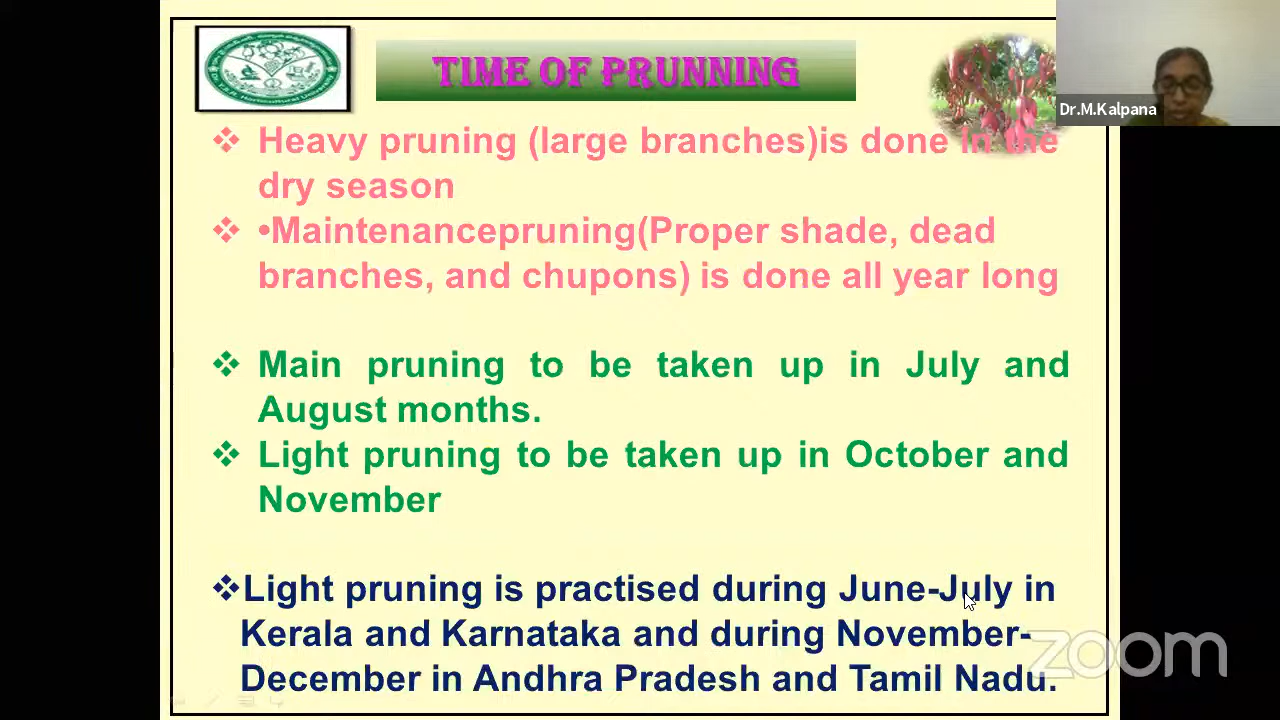 TIME OF PRUNNING
Dr.M.Kalpana
❖ Heavy pruning (large branches)is done in the
dry season
❖ •Maintenancepruning(Proper shade, dead
branches, and chupons) is done all year long
❖ Main pruning to be taken up in July and
August months.
❖ Light pruning to be taken up in October and
November
❖Light pruning is practised during June-July in
Kerala and Karnataka and during November-
December in Andhra Pradesh and Tamil Nadu.
zoom